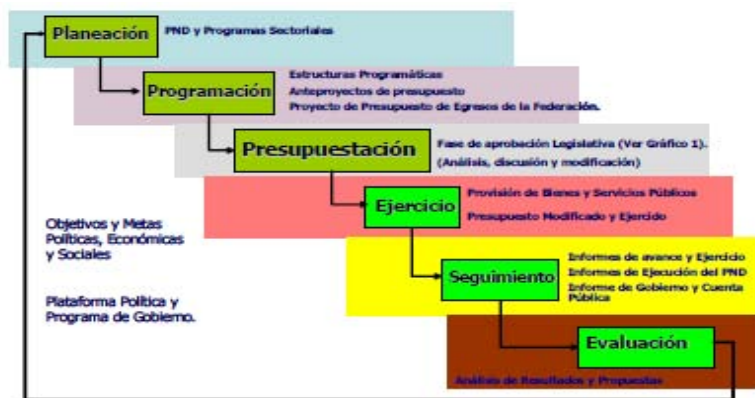 Planeación
PND y Programas Sectoriales
Programación
Estructuras Programáticas
Anteproyectos de presupuesto
Proyecto de Presupuesto de Egresos de la Federación.
Presupuestación
Fase de aprobación Legislativa (Ver Gráfico 1).
(Análisis, discusión y modificación)
Ejercicio
Provisión de Bienes y Servicios Públicos
Presupuesto Modificado y Ejercido
Objetivos y Metas
Políticas, Económicas
y Sociales
Plataforma Política y
Programa de Gobierno.
Seguimiento
Informes de avance y Ejercicio
Informes de Ejecución del PND
Informe de Gobierno y Cuenta
Pública
Evaluación
Análisis de Resultados y Propuestas